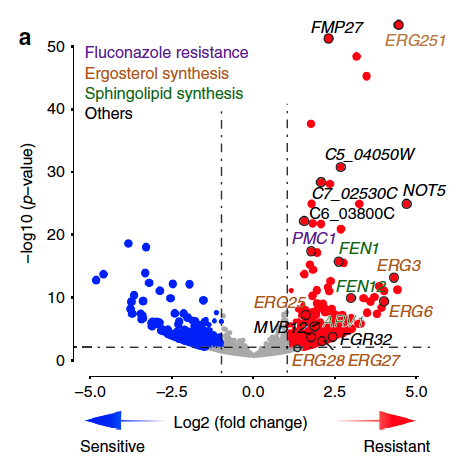 a
FMP27
ERG251
Fluconazole resistance
Ergosterol synthesis
Sphingolipid synthesis
Others
C5_04050W
C7_02530C
NOT5
C6_03800C
PMC1
FEN1
ERG3
FEN12
ERG25
ERG6
MVB12
FGR32
ERG28 ERG27
50
40
30
20
10
0
−log10 (p−value)
−5.0 −2.5 0.0 2.5 5.0
Log2 (fold change)
Sensitive Resistant